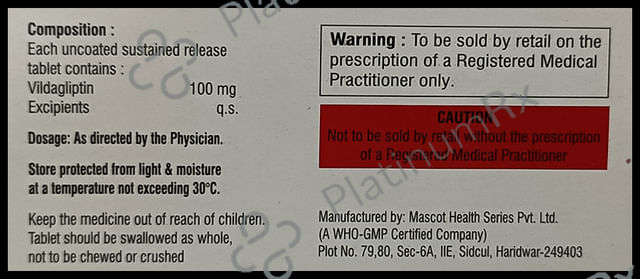 Composition :
Each uncoated sustained release
tablet contains :
Vildagliptin 100 mg
Excipients q.s.
Dosage: As directed by the Physician.
Store protected from light & moisture
at a temperature not exceeding 30°C.
Keep the medicine out of reach of children.
Tablet should be swallowed as whole,
not to be chewed or crushed
Warning : To be sold by retail on the
prescription of a Registered Medical
Practitioner only.
CAUTION
Not to be sold by retail without the prescription
of a Registered Medical Practitioner
Manufactured by: Mascot Health Series Pvt. Ltd.
(A WHO-GMP Certified Company)
Plot No. 79,80, Sec-6A, IIE, Sidcul, Haridwar-249403
PlatinumRx